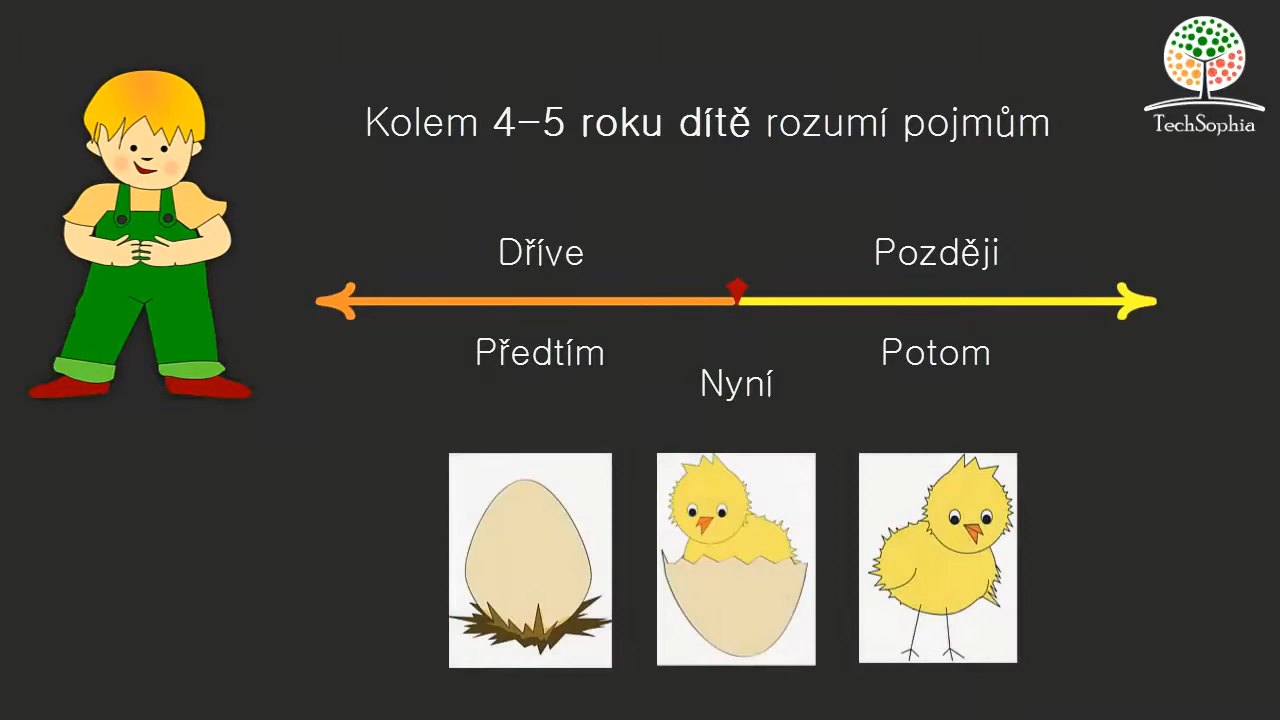 TechSophia
Kolem 4-5 roku dítě rozumí pojmům
Dříve
Později
Předtím
Potom
Nyní